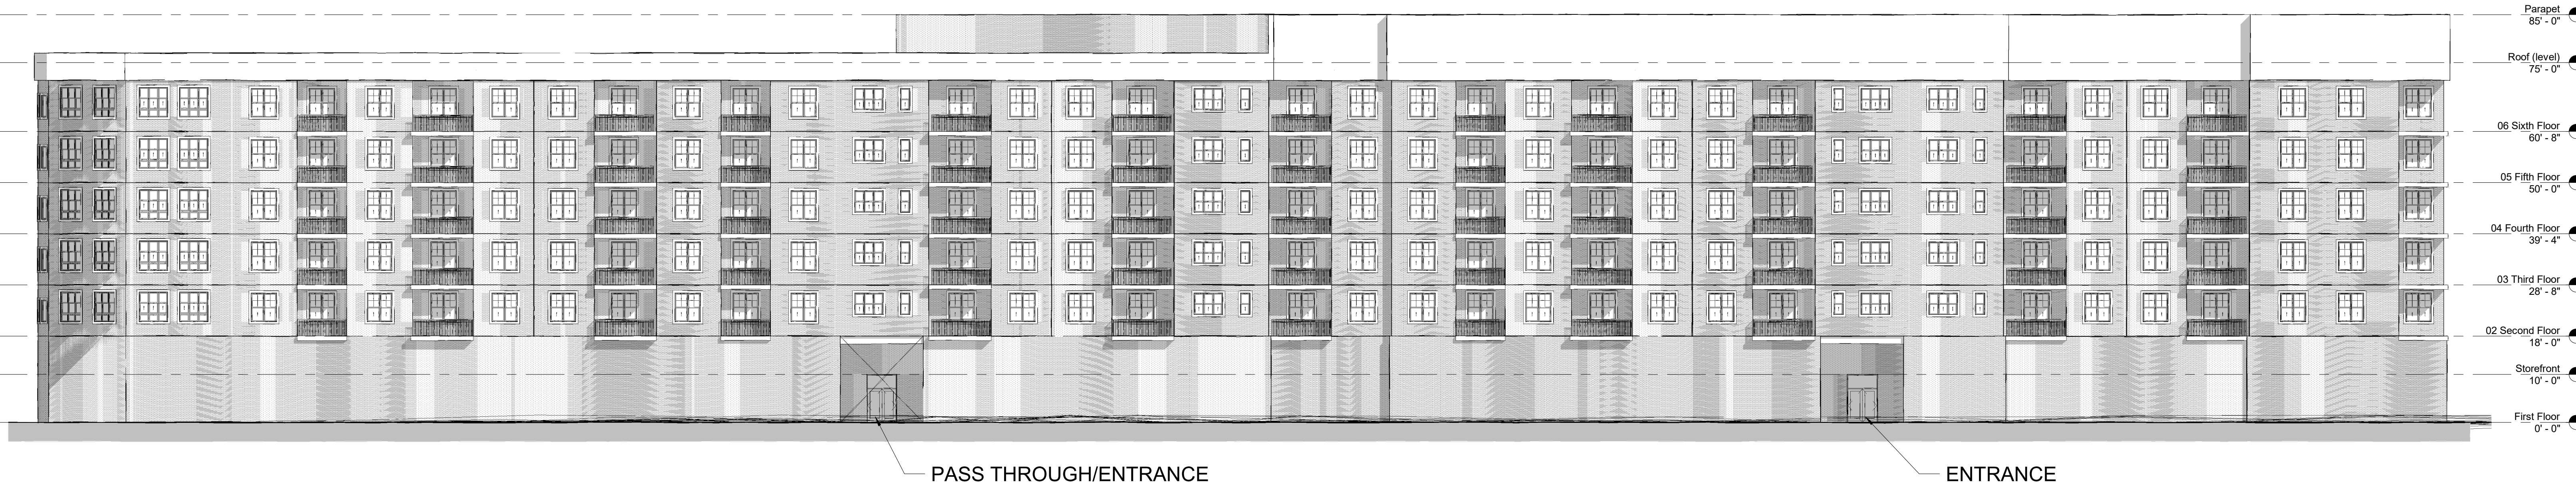 Parapet
85' - 0"
Roof (level)
75' - 0"
06 Sixth Floor
60' - 8"
05 Fifth Floor
50' - 0"
04 Fourth Floor
39' - 4"
03 Third Floor
28' - 8"
02 Second Floor
18' - 0"
Storefront
10' - 0"
First Floor
0' - 0"
PASS THROUGH/ENTRANCE
ENTRANCE